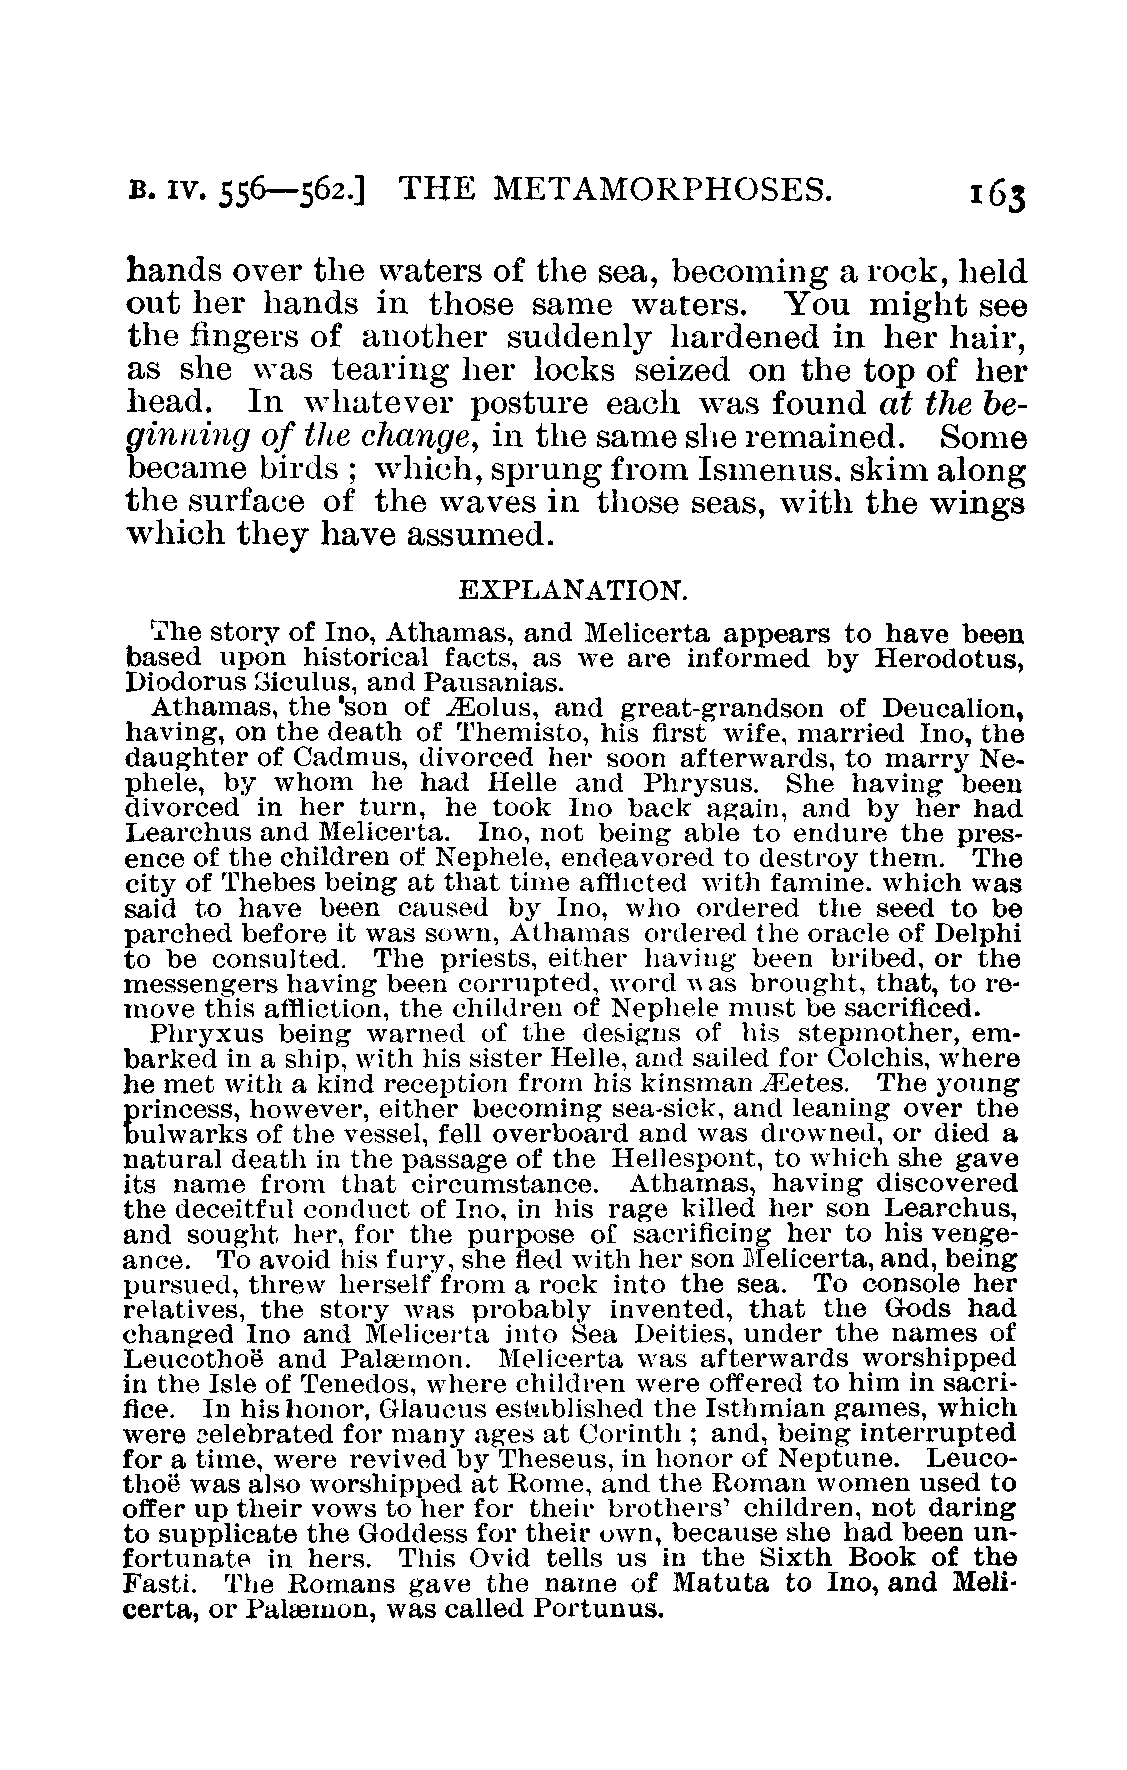 B. IV. 556—562.] THE METAMORPHOSES. 163
hands over the waters of the sea, becoming a rock, held
out her hands in those same waters. You might see
the fingers of another suddenly hardened in her hair,
as she was tearing her locks seized on the top of her
head. In whatever posture each was found at the be-
ginning of the change, in the same she remained. Some
became birds ; which, sprung from Ismenus. skim along
the surface of the waves in those seas, with the wings
which they have assumed.
EXPLANATION.
The story of Ino, Athamas, and Melicerta appears to have been
based upon historical facts, as we are informed by Herodotus,
Diodorus Siculus, and Pausanias.
Athamas, the 'son of Æolus, and great-grandson of Deucalion,
having, on the death of Themisto, his first wife, married Ino, the
daughter of Cadmus, divorced her soon afterwards, to marry Ne-
phele, by whom he had Helle and Phrysus. She having been
divorced in her turn, he took Ino back again, and by her had
Learchus and Melicerta. Ino, not being able to endure the pres-
ence of the children of Nephele, endeavored to destroy them. The
city of Thebes being at that time afflicted with famine. which was
said to have been caused by Ino, who ordered the seed to be
parched before it was sown, Athamas ordered the oracle of Delphi
to be consulted. The priests, either having been bribed, or the
messengers having been corrupted, word was brought, that, to re-
move this affliction, the children of Nephele must be sacrificed.
Phryxus being warned of the designs of his stepmother, em-
barked in a ship, with his sister Helle, and sailed for Colchis, where
he met with a kind reception from his kinsman Æetes. The young
princess, however, either becoming sea-sick, and leaning over the
bulwarks of the vessel, fell overboard and was drowned, or died a
natural death in the passage of the Hellespont, to which she gave
its name from that circumstance. Athamas, having discovered
the deceitful conduct of Ino, in his rage killed her son Learchus,
and sought her, for the purpose of sacrificing her to his venge-
ance. To avoid his fury, she fled with her son Melicerta, and, being
pursued, threw herself from a rock into the sea. To console her
relatives, the story was probably invented, that the Gods had
changed Ino and Melicerta into Sea Deities, under the names of
Leucothoë and Palæmon. Melicerta was afterwards worshipped
in the Isle of Tenedos, where children were offered to him in sacri-
fice. In his honor, Glaucus established the Isthmian games, which
were celebrated for many ages at Corinth ; and, being interrupted
for a time, were revived by Theseus, in honor of Neptune. Leuco-
thoë was also worshipped at Rome, and the Roman women used to
offer up their vows to her for their brothers' children, not daring
to supplicate the Goddess for their own, because she had been un-
fortunate in hers. This Ovid tells us in the Sixth Book of the
Fasti. The Romans gave the name of Matuta to Ino, and Meli-
certa, or Palæmon, was called Portunus.